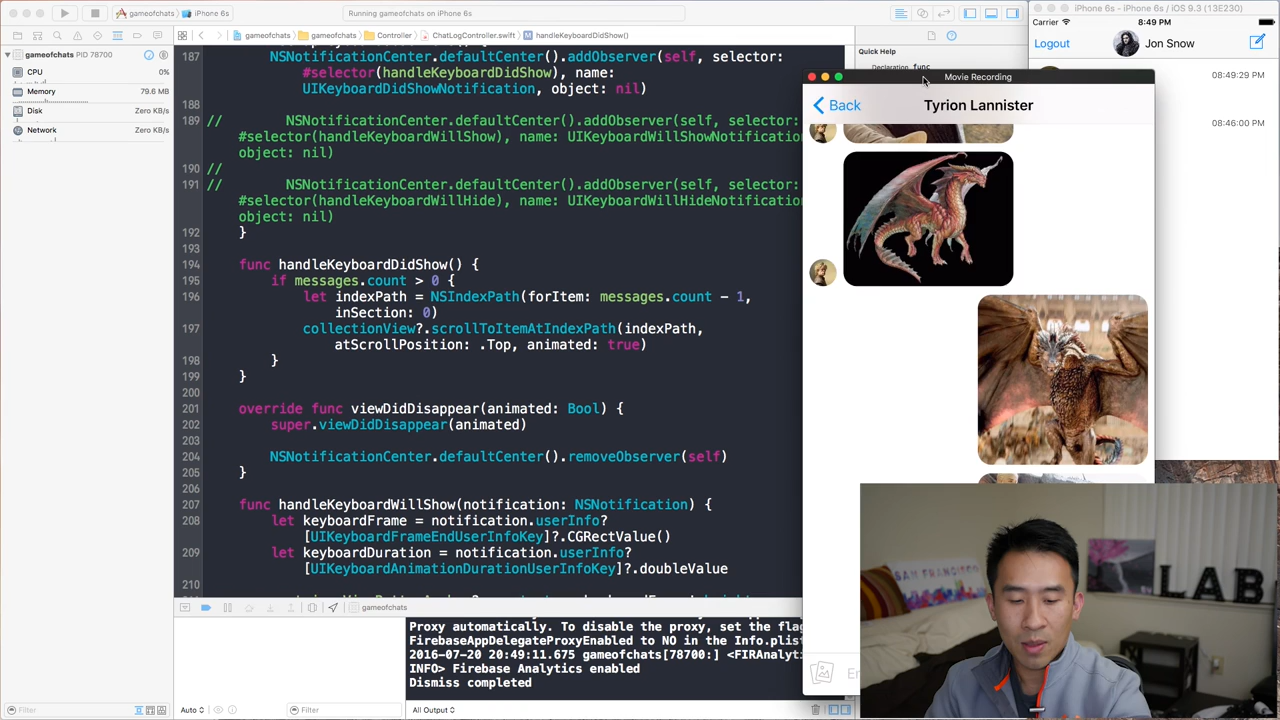 gameofchats
iPhone 6s
Running gameofchats on iPhone 6s
iPhone 6s - iPhone 6s / iOS 9.3 (13E230)
gameofchats
gameofchats
Controller
ChatLogController.swift
M
handleKeyboardDidShow()
gameofchats PID 78700
CPU
0%
Memory
79.6 MB
Disk
Zero KB/s
Network
Zero KB/s
187
NSNotificationCenter.defaultCenter().addObserver(self, selector:
#selector(handleKeyboardDidShow), name:
UIKeyboardDidShowNotification, object: nil)
188
189 // NSNotificationCenter.defaultCenter().addObserver(self, selector:
#selector(handleKeyboardWillShow), name: UIKeyboardWillShowNotification
object: nil)
190 //
191 // NSNotificationCenter.defaultCenter().addObserver(self, selector:
#selector(handleKeyboardWillHide), name: UIKeyboardWillHideNotification
object: nil)
192 }
193
194 func handleKeyboardDidShow() {
195 if messages.count > 0 {
196 let indexPath = NSIndexPath(forItem: messages.count - 1,
inSection: 0)
197 collectionView?.scrollToItemAtIndexPath(indexPath,
atScrollPosition: .Top, animated: true)
198 }
199 }
200
201 override func viewDidDisappear(animated: Bool) {
202 super.viewDidDisappear(animated)
203
204 NSNotificationCenter.defaultCenter().removeObserver(self)
205 }
206
207 func handleKeyboardWillShow(notification: NSNotification) {
208 let keyboardFrame = notification.userInfo?
[UIKeyboardFrameEndUserInfoKey]?.CGRectValue()
209 let keyboardDuration = notification.userInfo?
[UIKeyboardAnimationDurationUserInfoKey]?.doubleValue
210
gameofchats
Proxy automatically. To disable the proxy, set the flag
FirebaseAppDelegateProxyEnabled to NO in the Info.plist
2016-07-20 20:49:11.675 gameofchats[78700:] <FIRAnalyti
INFO> Firebase Analytics enabled
Dismiss completed
Filter
Auto
Filter
All Output
Quick Help
Declaration func
Carrier
8:49 PM
Logout
Jon Snow
08:49:29 PM
08:46:00 PM
Movie Recording
Back
Tyrion Lannister
SAN FRANCISCO
LAB